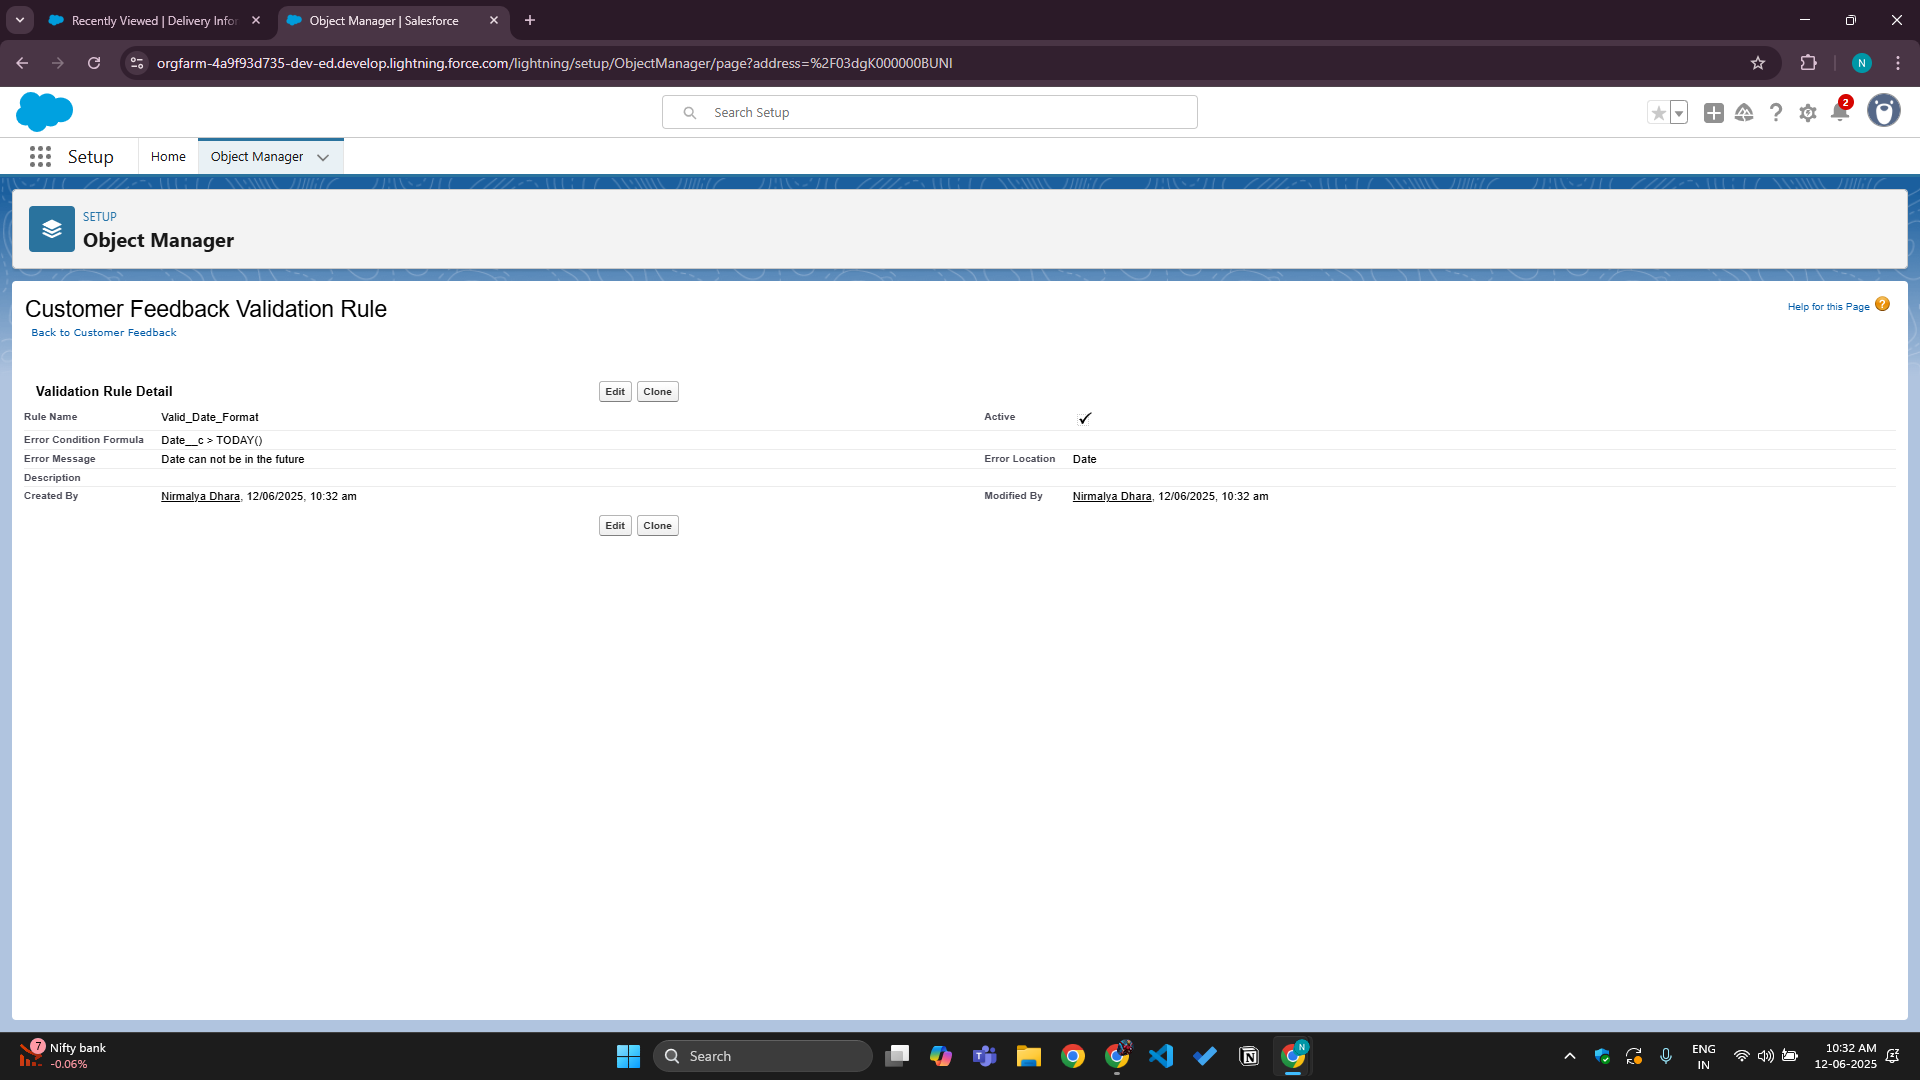 Recently Viewed | Delivery Infor
Object Manager | Salesforce
orgfarm-4a9f93d735-dev-ed.develop.lightning.force.com/lightning/setup/ObjectManager/page?address=%2F03dgK000000BUNI
N
Search Setup
2
Setup
Home
Object Manager
SETUP
Object Manager
Customer Feedback Validation Rule
Help for this Page ?
Back to Customer Feedback
Validation Rule Detail
Edit Clone
Rule Name Valid_Date_Format Active
Error Condition Formula Date__c > TODAY()
Error Message Date can not be in the future Error Location Date
Description
Created By Nirmalya Dhara, 12/06/2025, 10:32 am Modified By Nirmalya Dhara, 12/06/2025, 10:32 am
Edit Clone
7
Nifty bank
-0.06%
Search
N
ENG
IN
10:32 AM
12-06-2025